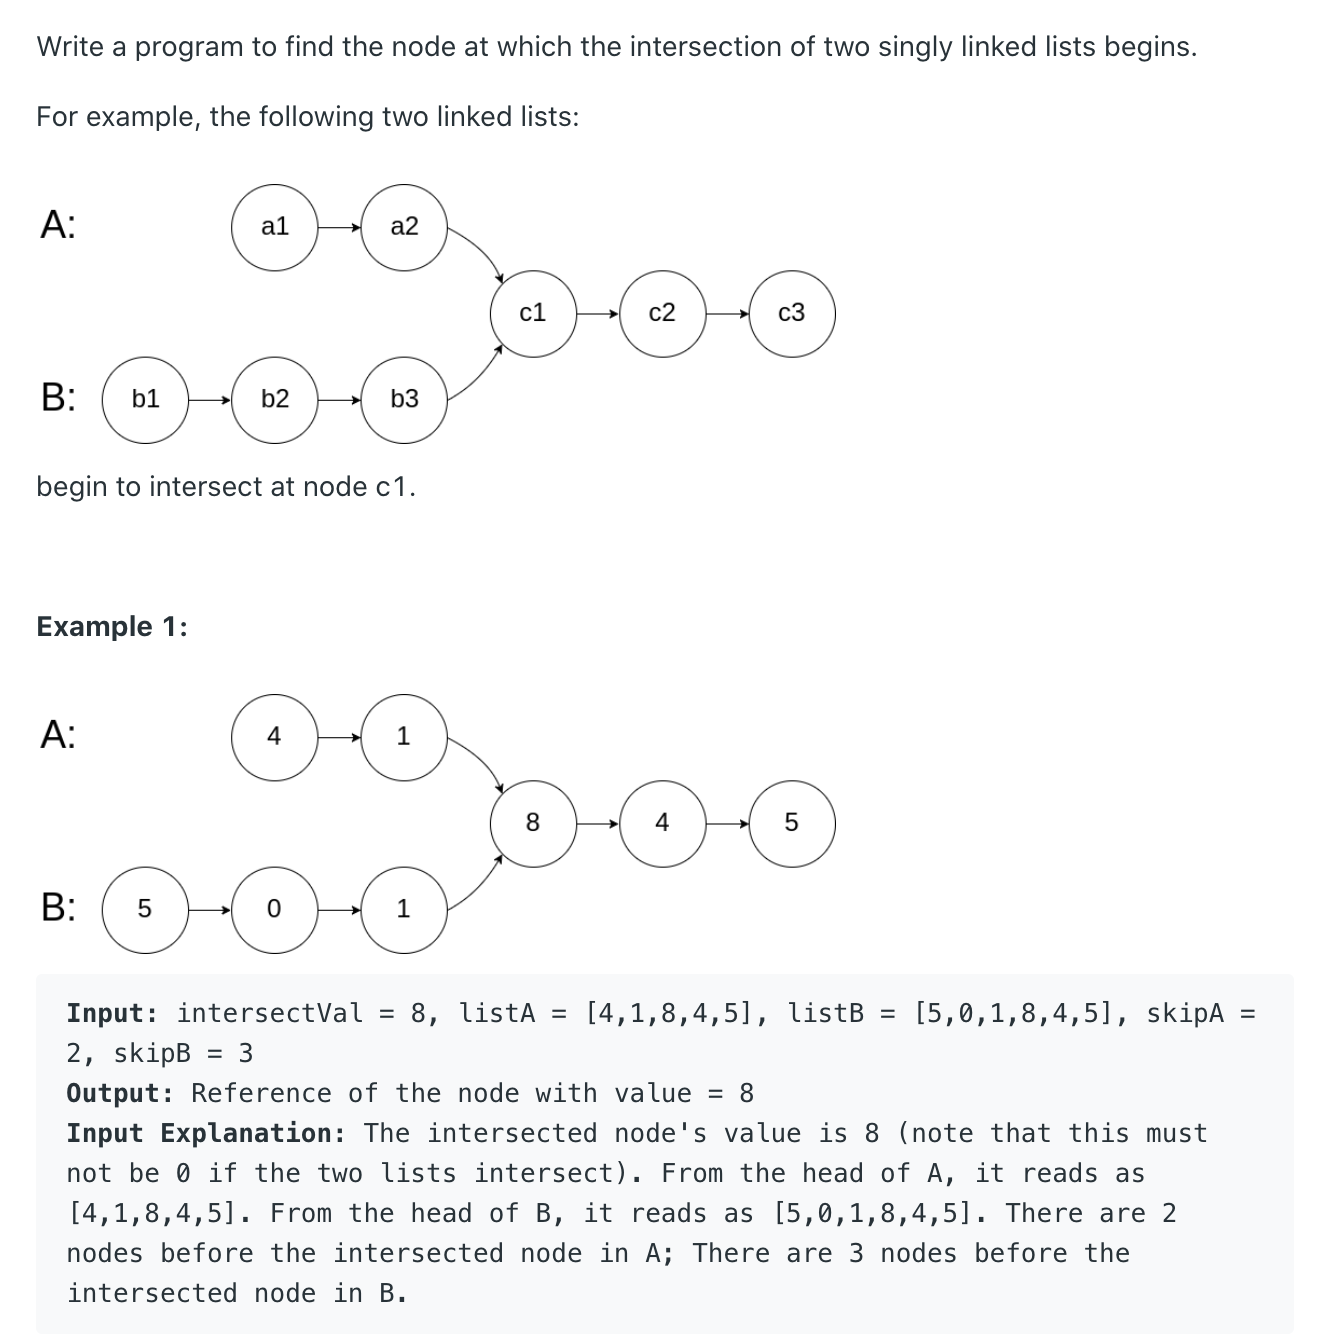 Write a program to find the node at which the intersection of two singly linked lists begins.
For example, the following two linked lists:
A:
a1
a2
c1
c2
c3
B:
b1
b2
b3
begin to intersect at node c1.
Example 1:
A:
4
1
8
4
5
B:
5
0
1
Input: intersectVal = 8, listA = [4,1,8,4,5], listB = [5,0,1,8,4,5], skipA =
2, skipB = 3
Output: Reference of the node with value = 8
Input Explanation: The intersected node's value is 8 (note that this must
not be 0 if the two lists intersect). From the head of A, it reads as
[4,1,8,4,5]. From the head of B, it reads as [5,0,1,8,4,5]. There are 2
nodes before the intersected node in A; There are 3 nodes before the
intersected node in B.